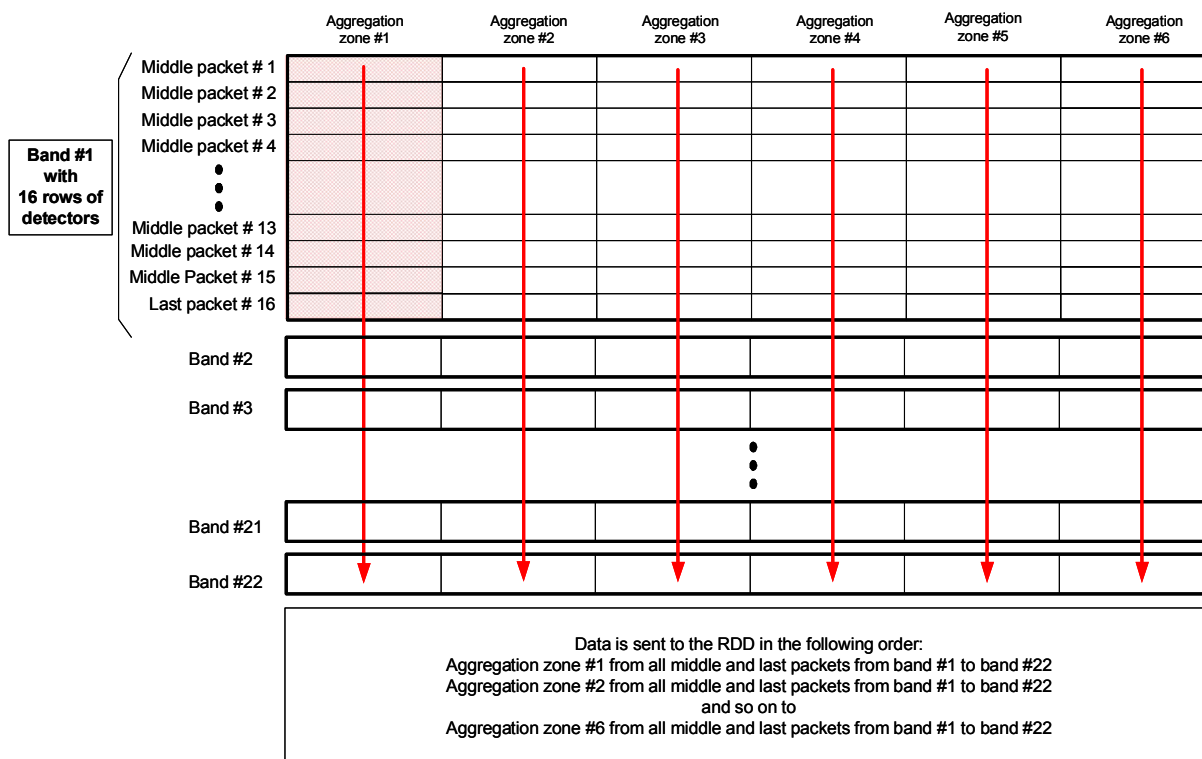 Aggregation
zone #1
Aggregation
zone #2
Aggregation
zone #3
Aggregation
zone #4
Aggregation
zone #5
Aggregation
zone #6
Middle packet # 1
Middle packet # 2
Middle packet # 3
Middle packet # 4
Band #1
with
16 rows of
detectors
Middle packet # 13
Middle packet # 14
Middle Packet # 15
Last packet # 16
Band #2
Band #3
Band #21
Band #22
Data is sent to the RDD in the following order:
Aggregation zone #1 from all middle and last packets from band #1 to band #22
Aggregation zone #2 from all middle and last packets from band #1 to band #22
and so on to
Aggregation zone #6 from all middle and last packets from band #1 to band #22